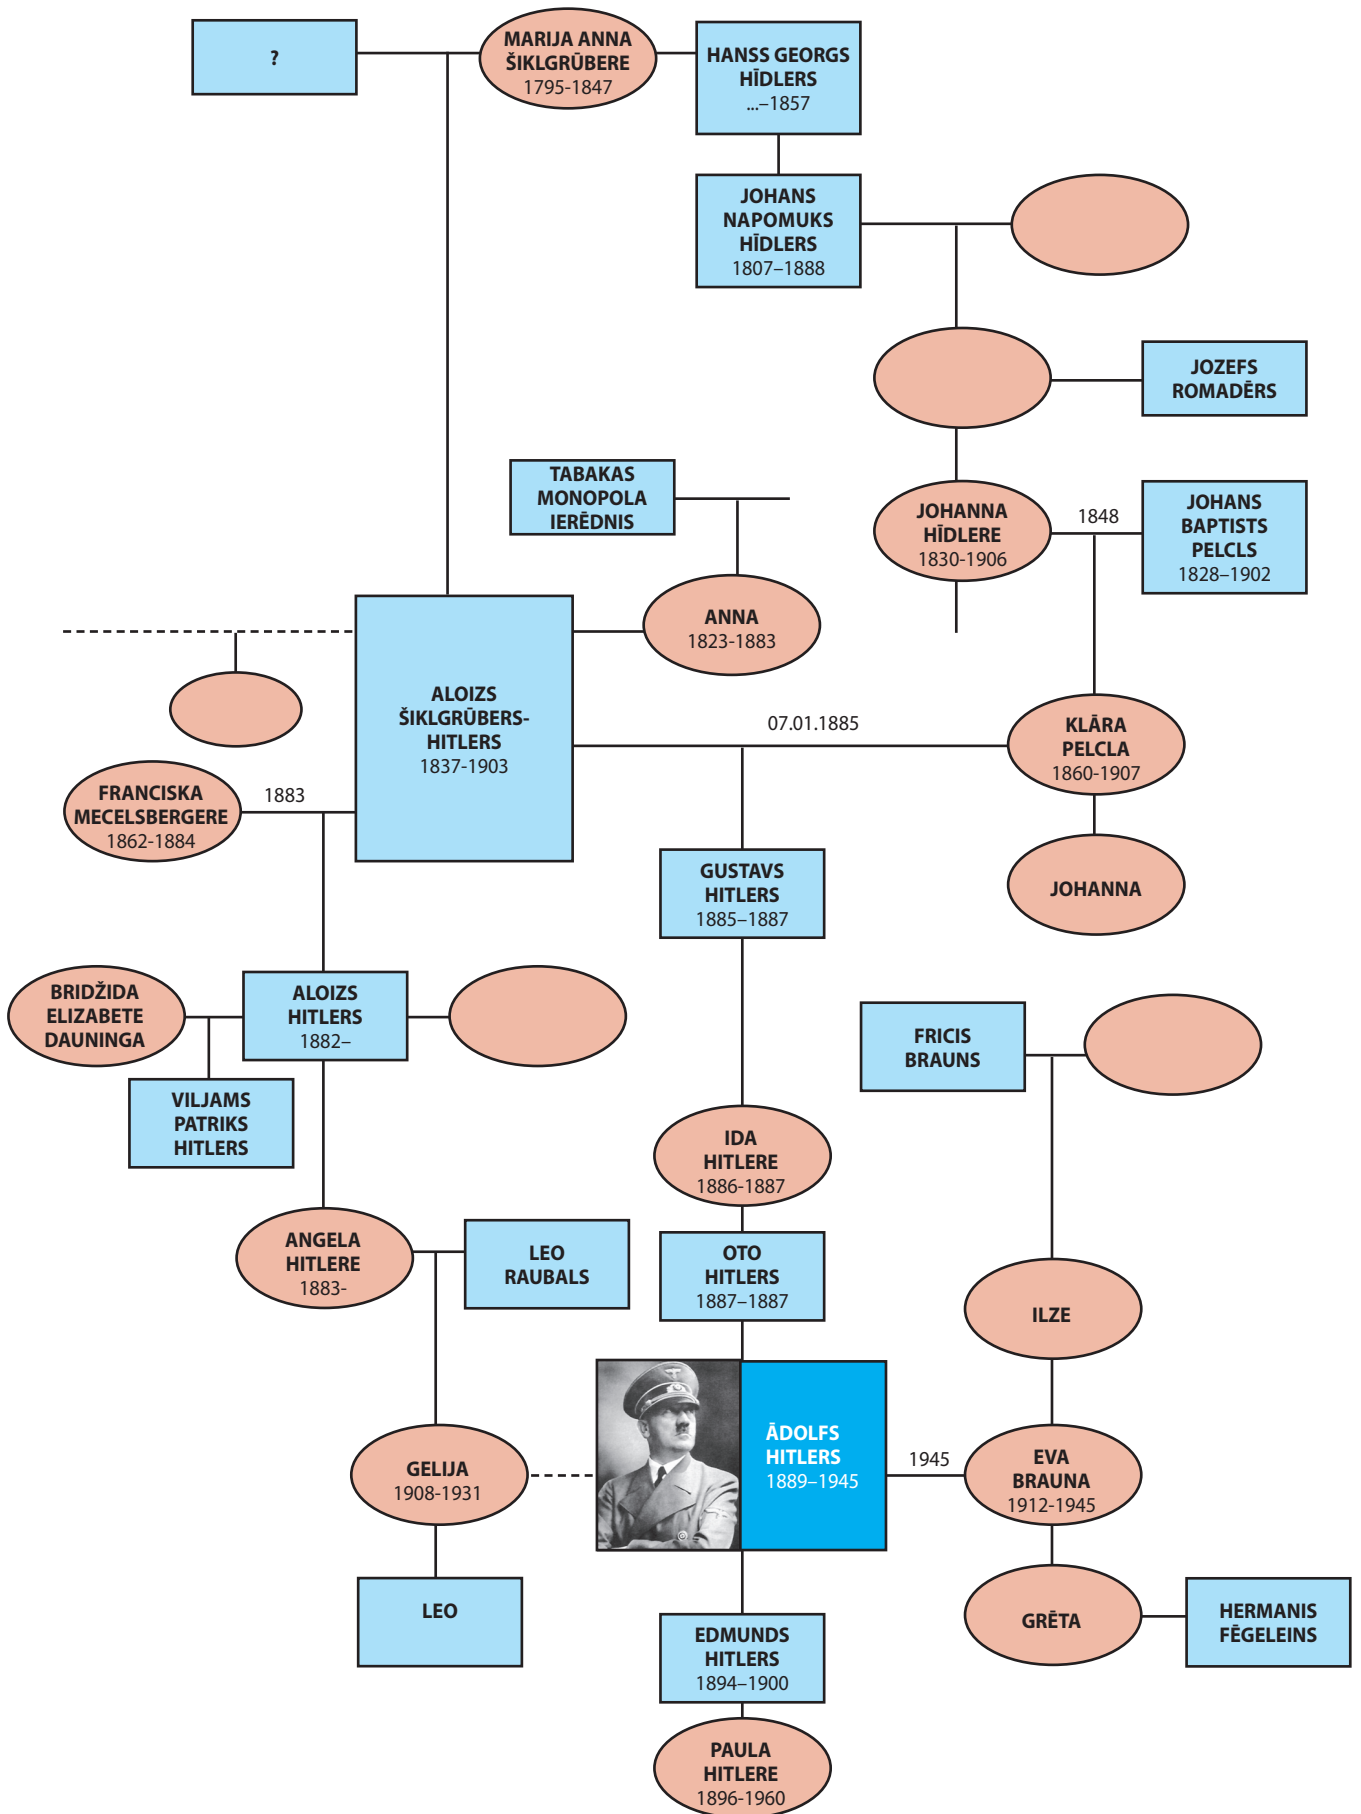 ?
MARIJA ANNA
ŠIKLGRŪBERE
1795-1847
HANSS GEORGS
HĪDLERS
...–1857
JOHANS
NAPOMUKS
HĪDLERS
1807–1888
JOZEFS
ROMADĒRS
TABAKAS
MONOPOLA
IERĒDNIS
JOHANNA
HĪDLERE
1830-1906
1848
JOHANS
BAPTISTS
PELCLS
1828–1902
ANNA
1823-1883
ALOIZS
ŠIKLGRŪBERS-
HITLERS
1837-1903
07.01.1885
KLĀRA
PELCLA
1860-1907
FRANCISKA
MECELSBERGERE
1862-1884
1883
GUSTAVS
HITLERS
1885–1887
JOHANNA
BRIDŽIDA
ELIZABETE
DAUNINGA
ALOIZS
HITLERS
1882–
FRICIS
BRAUNS
VILJAMS
PATRIKS
HITLERS
IDA
HITLERE
1886-1887
ANGELA
HITLERE
1883-
LEO
RAUBALS
OTO
HITLERS
1887–1887
ILZE
GELIJA
1908-1931
ĀDOLFS
HITLERS
1889–1945
1945
EVA
BRAUNA
1912-1945
LEO
EDMUNDS
HITLERS
1894–1900
GRĒTA
HERMANIS
FĒGELEINS
PAULA
HITLERE
1896-1960